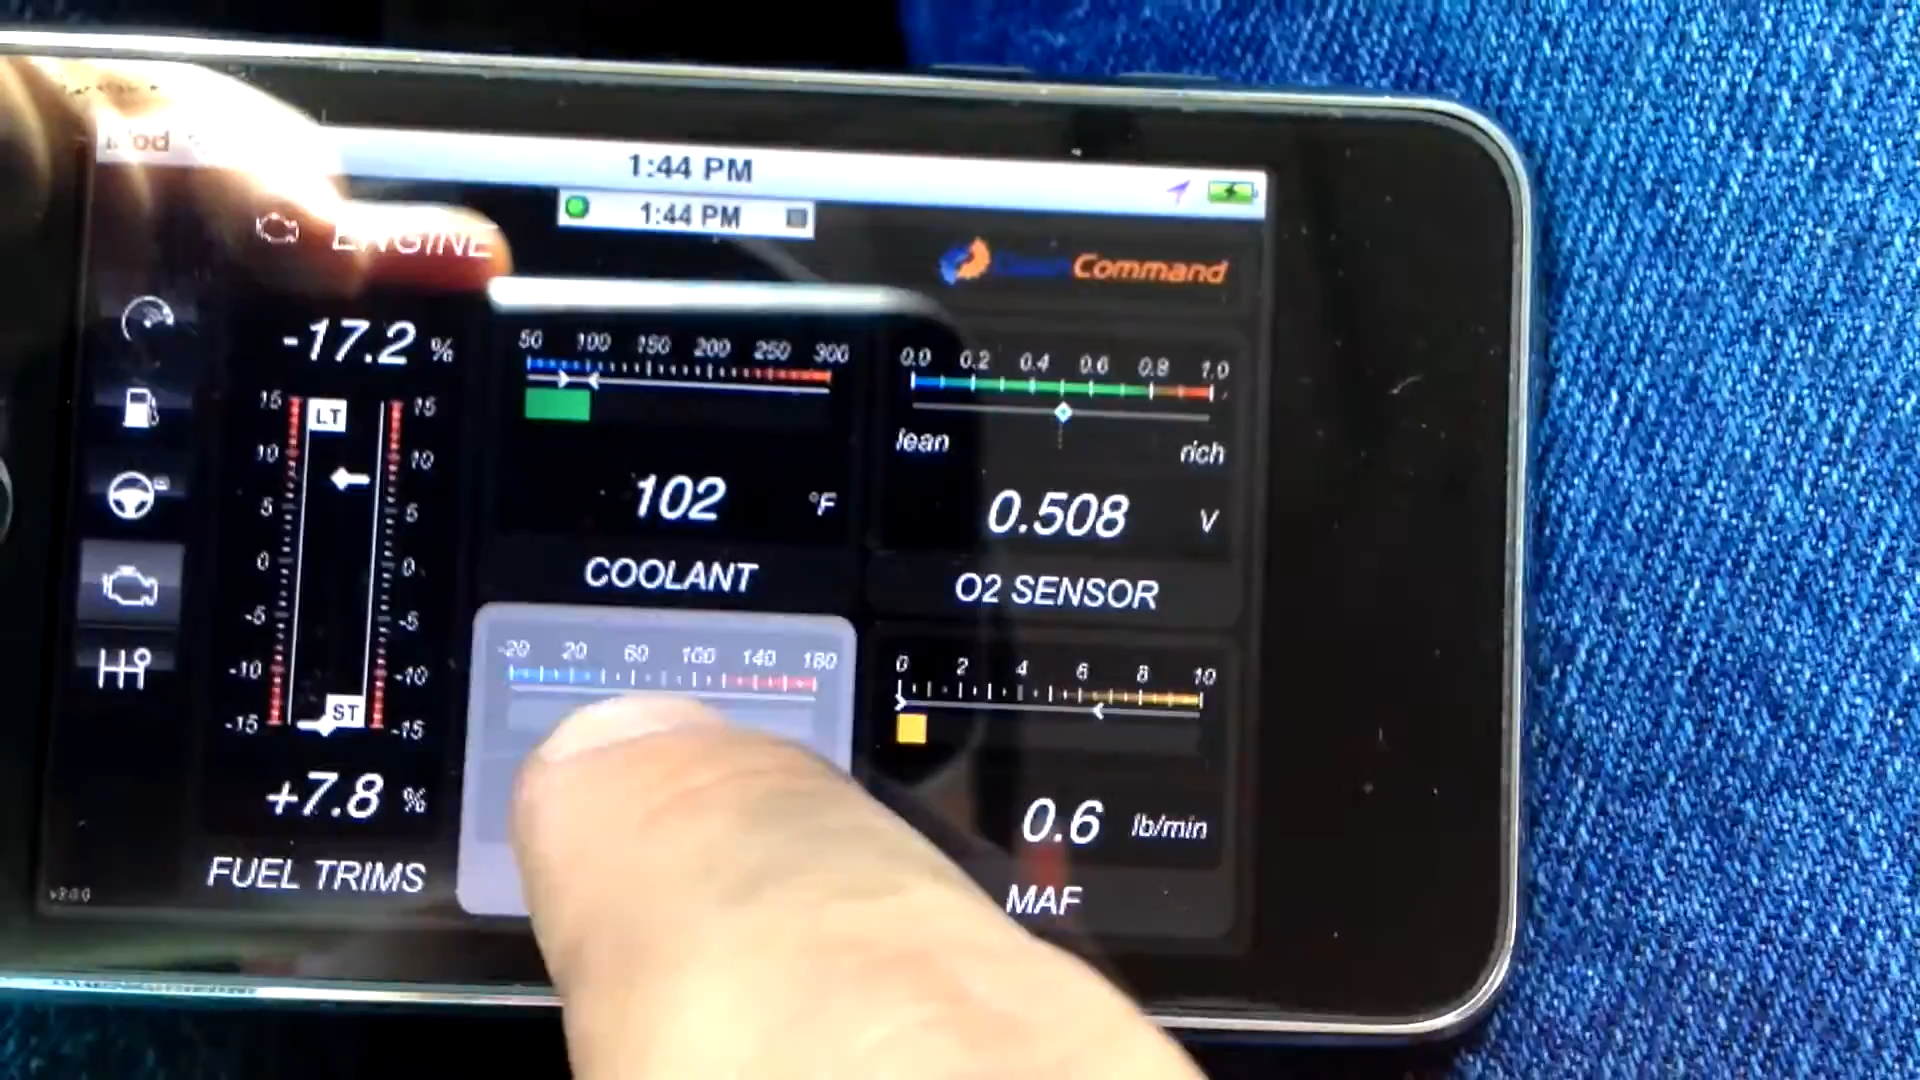 iPod
1:44 PM
1:44 PM
ENGINE
DashCommand
-17.2 %
15 LT 15
10 10
5 5
0 0
-5 -5
-10 -10
-15 ST -15
+7.8 %
FUEL TRIMS
50 100 150 200 250 300
102 °F
COOLANT
0.0 0.2 0.4 0.6 0.8 1.0
lean rich
0.508 V
O2 SENSOR
-20 20 60 100 140 180
0 2 4 6 8 10
0.6 lb/min
MAF